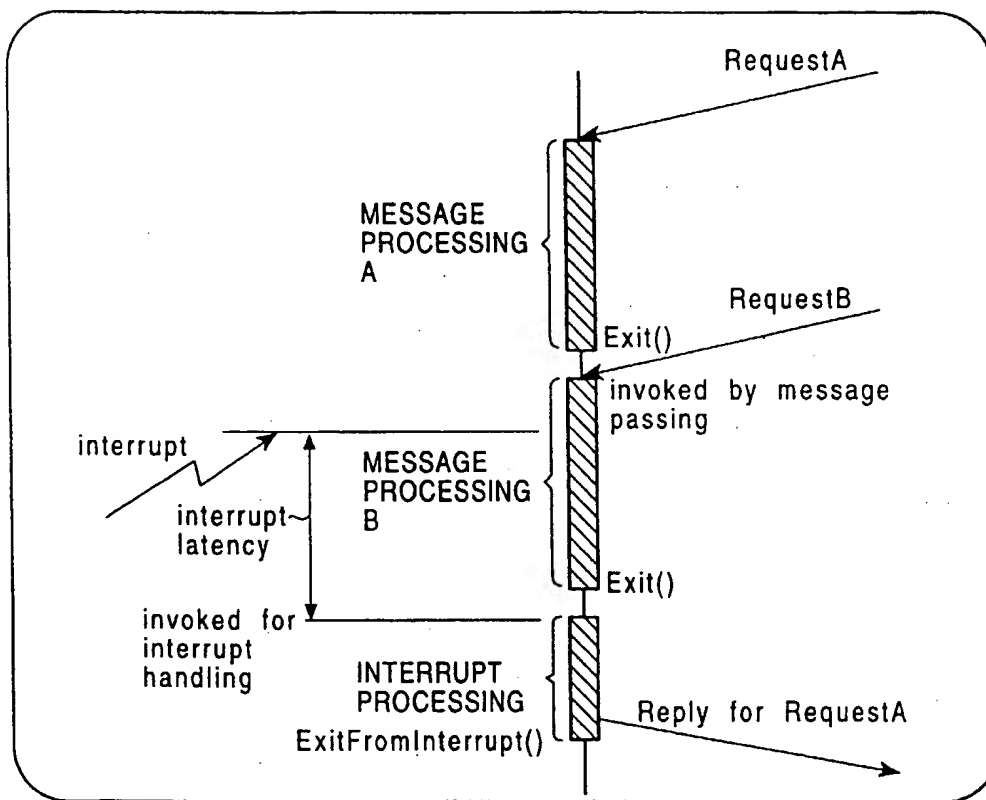 RequestA
MESSAGE
PROCESSING
A
RequestB
Exit()
invoked by message
passing
interrupt
MESSAGE
PROCESSING
B
interrupt
latency
Exit()
invoked for
interrupt
handling
INTERRUPT
PROCESSING
Reply for RequestA
ExitFromInterrupt()